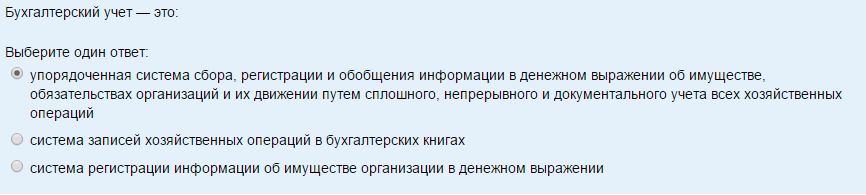 Бухгалтерский учет — это:
Выберите один ответ:
упорядоченная система сбора, регистрации и обобщения информации в денежном выражении об имуществе,
обязательствах организаций и их движении путем сплошного, непрерывного и документального учета всех хозяйственных
операций
система записей хозяйственных операций в бухгалтерских книгах
система регистрации информации об имуществе организации в денежном выражении